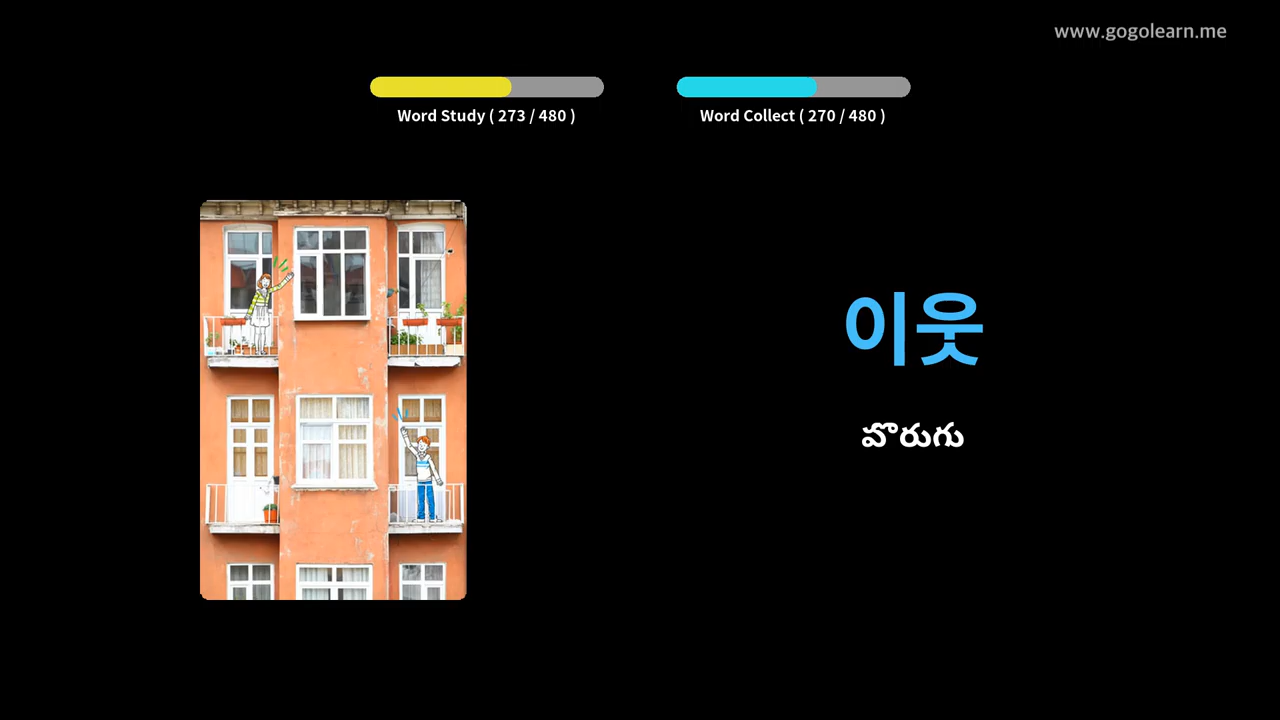 www.gogolearn.me
Word Study ( 273 / 480 )
Word Collect ( 270 / 480 )
이웃
పొరుగు